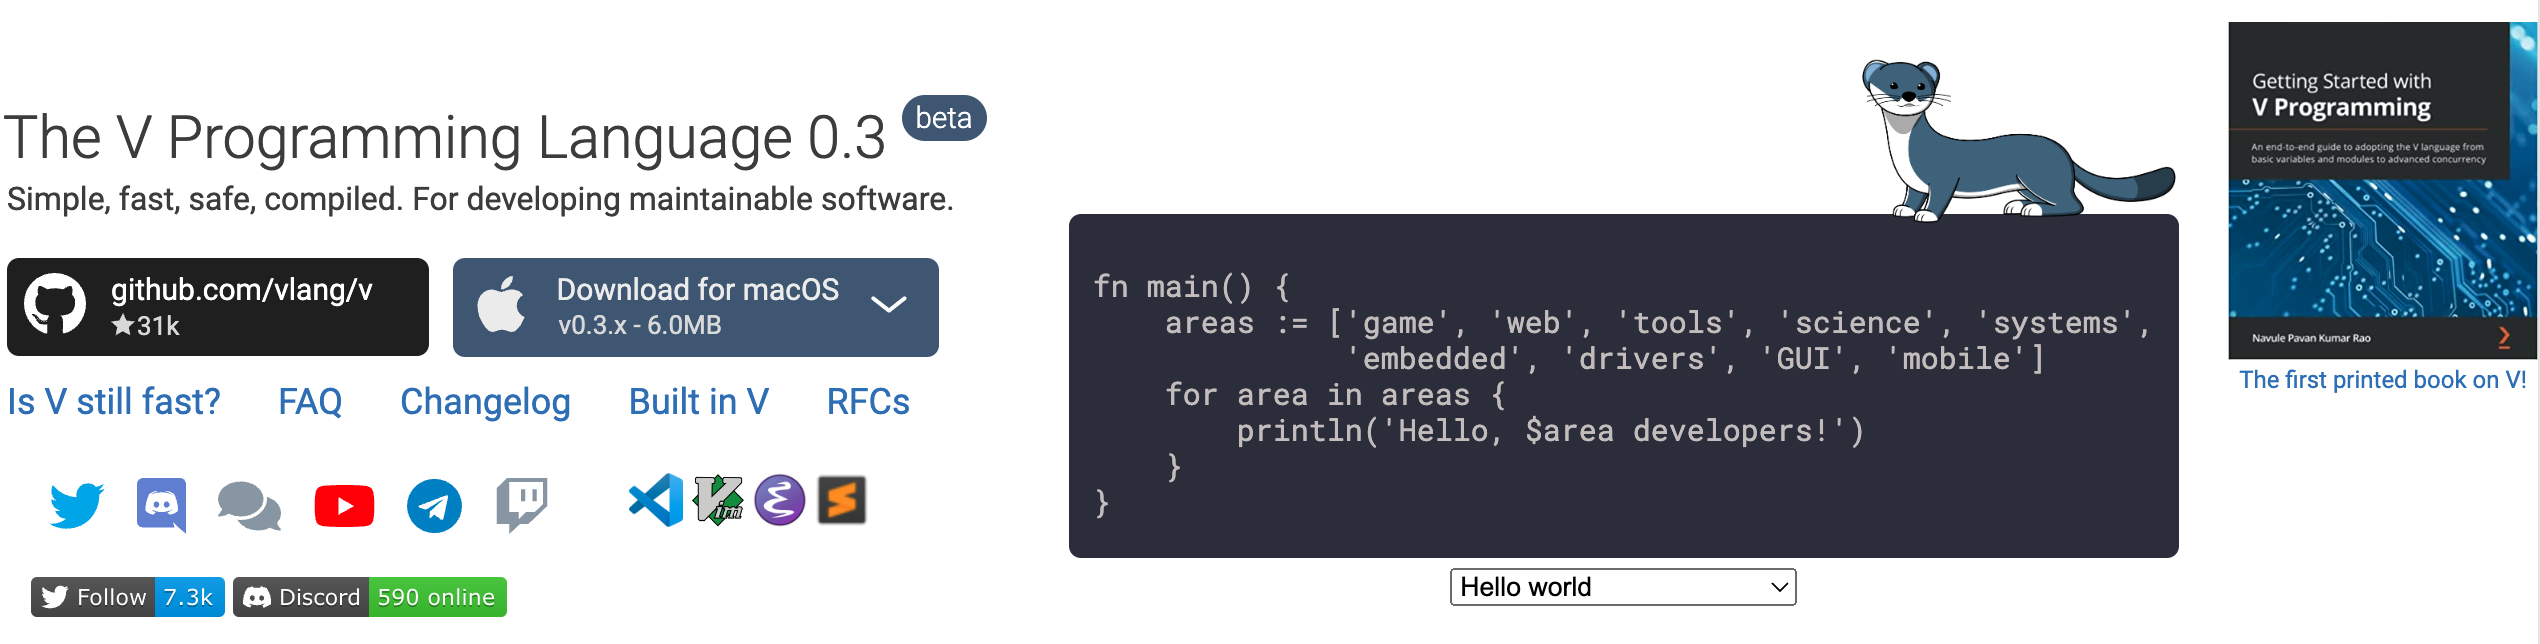 The V Programming Language 0.3 beta
Simple, fast, safe, compiled. For developing maintainable software.
github.com/vlang/v
★31k
Download for macOS
v0.3.x - 6.0MB
Is V still fast? FAQ Changelog Built in V RFCs
Vim
Follow 7.3k Discord 590 online
fn main() {
    areas := ['game', 'web', 'tools', 'science', 'systems',
              'embedded', 'drivers', 'GUI', 'mobile']
    for area in areas {
        println('Hello, $area developers!')
    }
}
Hello world
Getting Started with
V Programming
An end-to-end guide to adopting the V language from
basic variables and modules to advanced concurrency
Navule Pavan Kumar Rao
The first printed book on V!